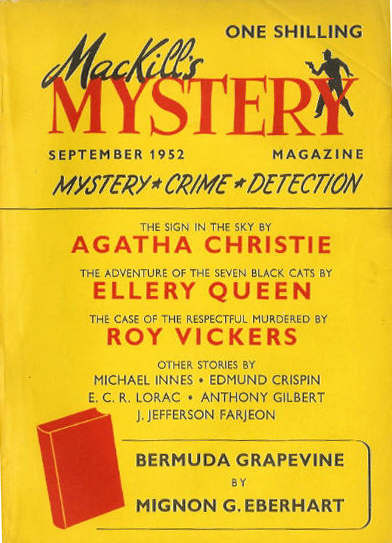 ONE SHILLING
MacKill's
MYSTERY
SEPTEMBER 1952 MAGAZINE
MYSTERY★CRIME★DETECTION
THE SIGN IN THE SKY BY
AGATHA CHRISTIE
THE ADVENTURE OF THE SEVEN BLACK CATS BY
ELLERY QUEEN
THE CASE OF THE RESPECTFUL MURDERED BY
ROY VICKERS
OTHER STORIES BY
MICHAEL INNES • EDMUND CRISPIN
E. C. R. LORAC • ANTHONY GILBERT
J. JEFFERSON FARJEON
BERMUDA GRAPEVINE
BY
MIGNON G. EBERHART